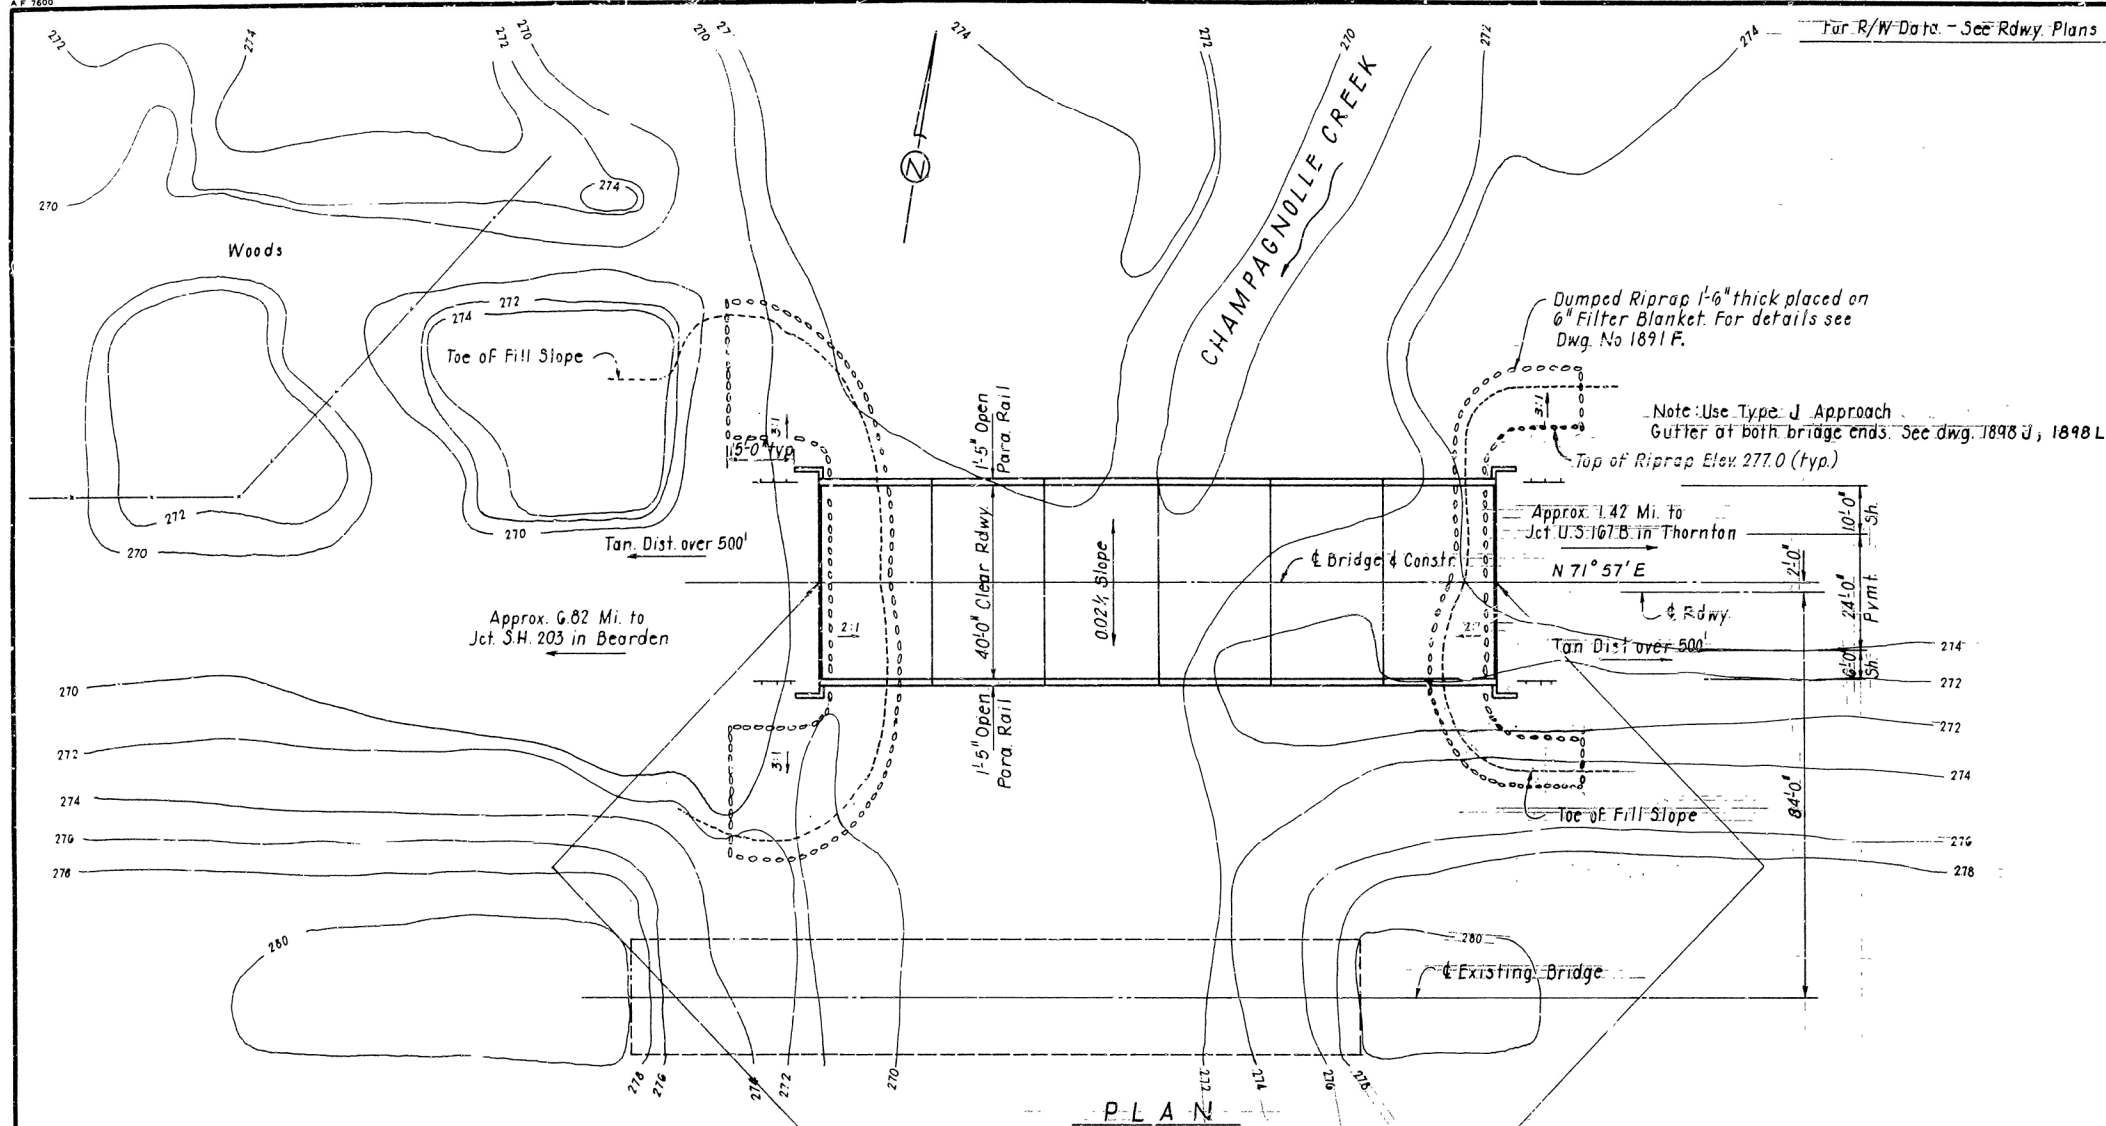 A F 7600
For R/W Data. - See Rdwy. Plans
272
274
272
270
270
27
274
272
270
272
274
CHAMPAGNOLLE CREEK
N
274
270
Woods
272
274
Toe of Fill Slope
Dumped Riprap 1'-6" thick placed on
6" Filter Blanket. For details see
Dwg. No 1891 F.
3:1
15'-0" typ
1'-5" Open
Para. Rail
3:1
Note: Use Type J Approach
Gutter at both bridge ends. See dwg. 1898 J, 1898 L
Top of Riprap Elev. 277.0 (typ.)
272
270
270
Tan. Dist. over 500'
40'-0" Clear Rdwy.
0.02'/' Slope
℄ Bridge & Constr.
Approx. 1.42 Mi. to
Jct. U.S. 167 B in Thornton
N 71° 57' E
10'-0"
Sh.
2'-0"
24'-0"
Pvmt.
℄ Rdwy.
Approx. 6.82 Mi. to
Jct. S.H. 203 in Bearden
2:1
Tan Dist over 500'
6'-0"
Sh.
274
272
270
272
274
276
278
1'-5" Open
Para. Rail
3:1
272
274
84'-0"
Toe of Fill Slope
276
278
280
280
℄ Existing Bridge
278
276
274
272
270
272
274
276
278
PLAN